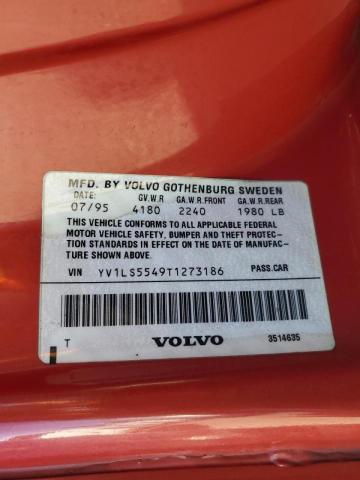 MFD. BY VOLVO GOTHENBURG SWEDEN
DATE: G.V.W.R GA.W.R.FRONT GA.W.R.REAR
07/95 4180 2240 1980 LB
THIS VEHICLE CONFORMS TO ALL APPLICABLE FEDERAL
MOTOR VEHICLE SAFETY, BUMPER AND THEFT PROTEC-
TION STANDARDS IN EFFECT ON THE DATE OF MANUFAC-
TURE SHOWN ABOVE.
VIN YV1LS5549T1273186 PASS.CAR
T VOLVO 3514635